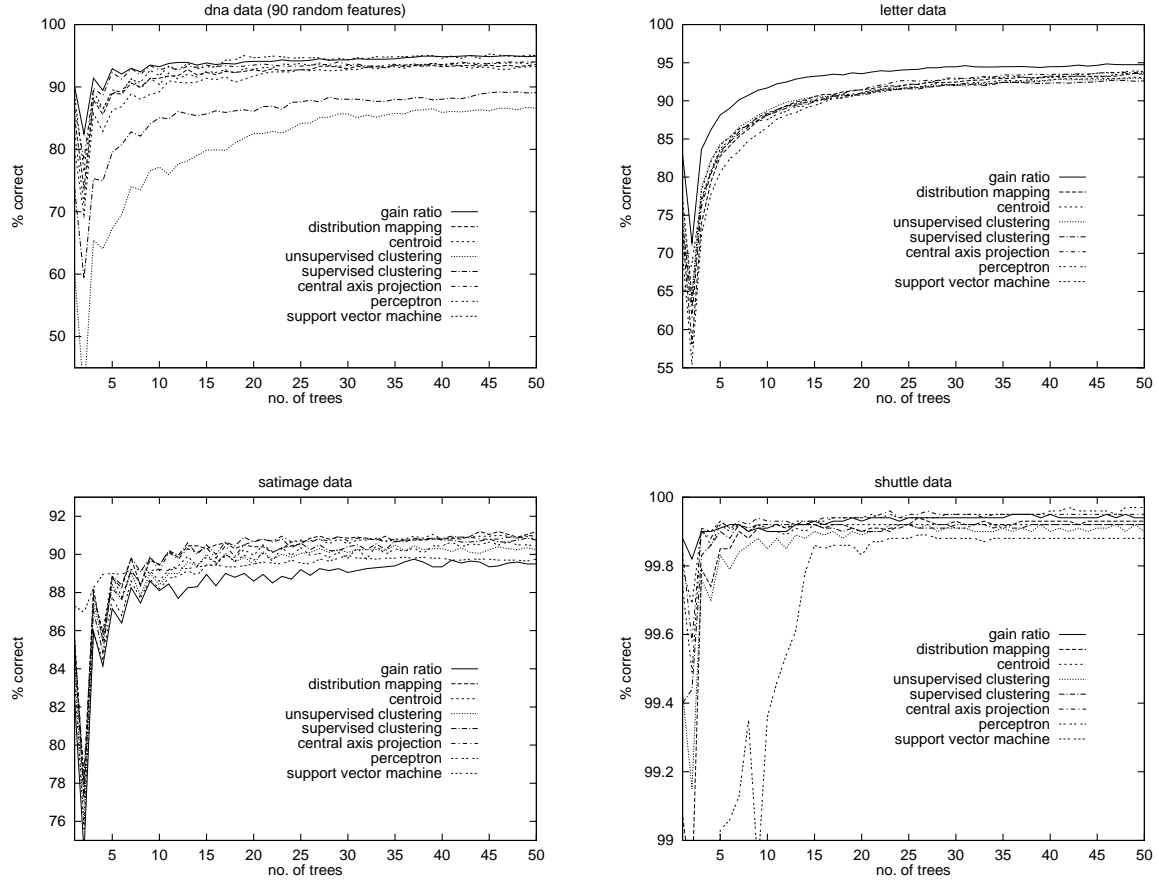 dna data (90 random features)
100
90
80
70
60
50
% correct
gain ratio
distribution mapping
centroid
unsupervised clustering
supervised clustering
central axis projection
perceptron
support vector machine
5 10 15 20 25 30 35 40 45 50
no. of trees
letter data
100
95
90
85
80
75
70
65
60
55
% correct
gain ratio
distribution mapping
centroid
unsupervised clustering
supervised clustering
central axis projection
perceptron
support vector machine
5 10 15 20 25 30 35 40 45 50
no. of trees
satimage data
92
90
88
86
84
82
80
78
76
% correct
gain ratio
distribution mapping
centroid
unsupervised clustering
supervised clustering
central axis projection
perceptron
support vector machine
5 10 15 20 25 30 35 40 45 50
no. of trees
shuttle data
100
99.8
99.6
99.4
99.2
99
% correct
gain ratio
distribution mapping
centroid
unsupervised clustering
supervised clustering
central axis projection
perceptron
support vector machine
5 10 15 20 25 30 35 40 45 50
no. of trees